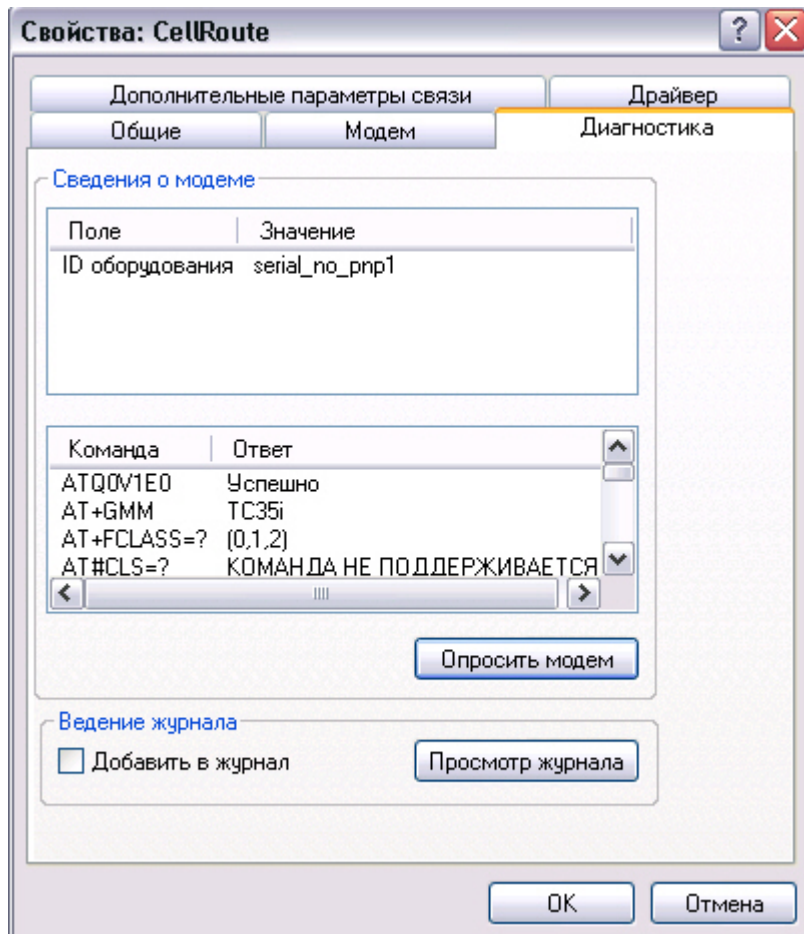 Свойства: CellRoute
Дополнительные параметры связи Драйвер
Общие Модем Диагностика
Сведения о модеме
Поле Значение
ID оборудования serial_no_pnp1
Команда Ответ
ATQ0V1E0 Успешно
AT+GMM TC35i
AT+FCLASS=? (0,1,2)
AT#CLS=? КОМАНДА НЕ ПОДДЕРЖИВАЕТСЯ
Опросить модем
Ведение журнала
Добавить в журнал Просмотр журнала
OK Отмена